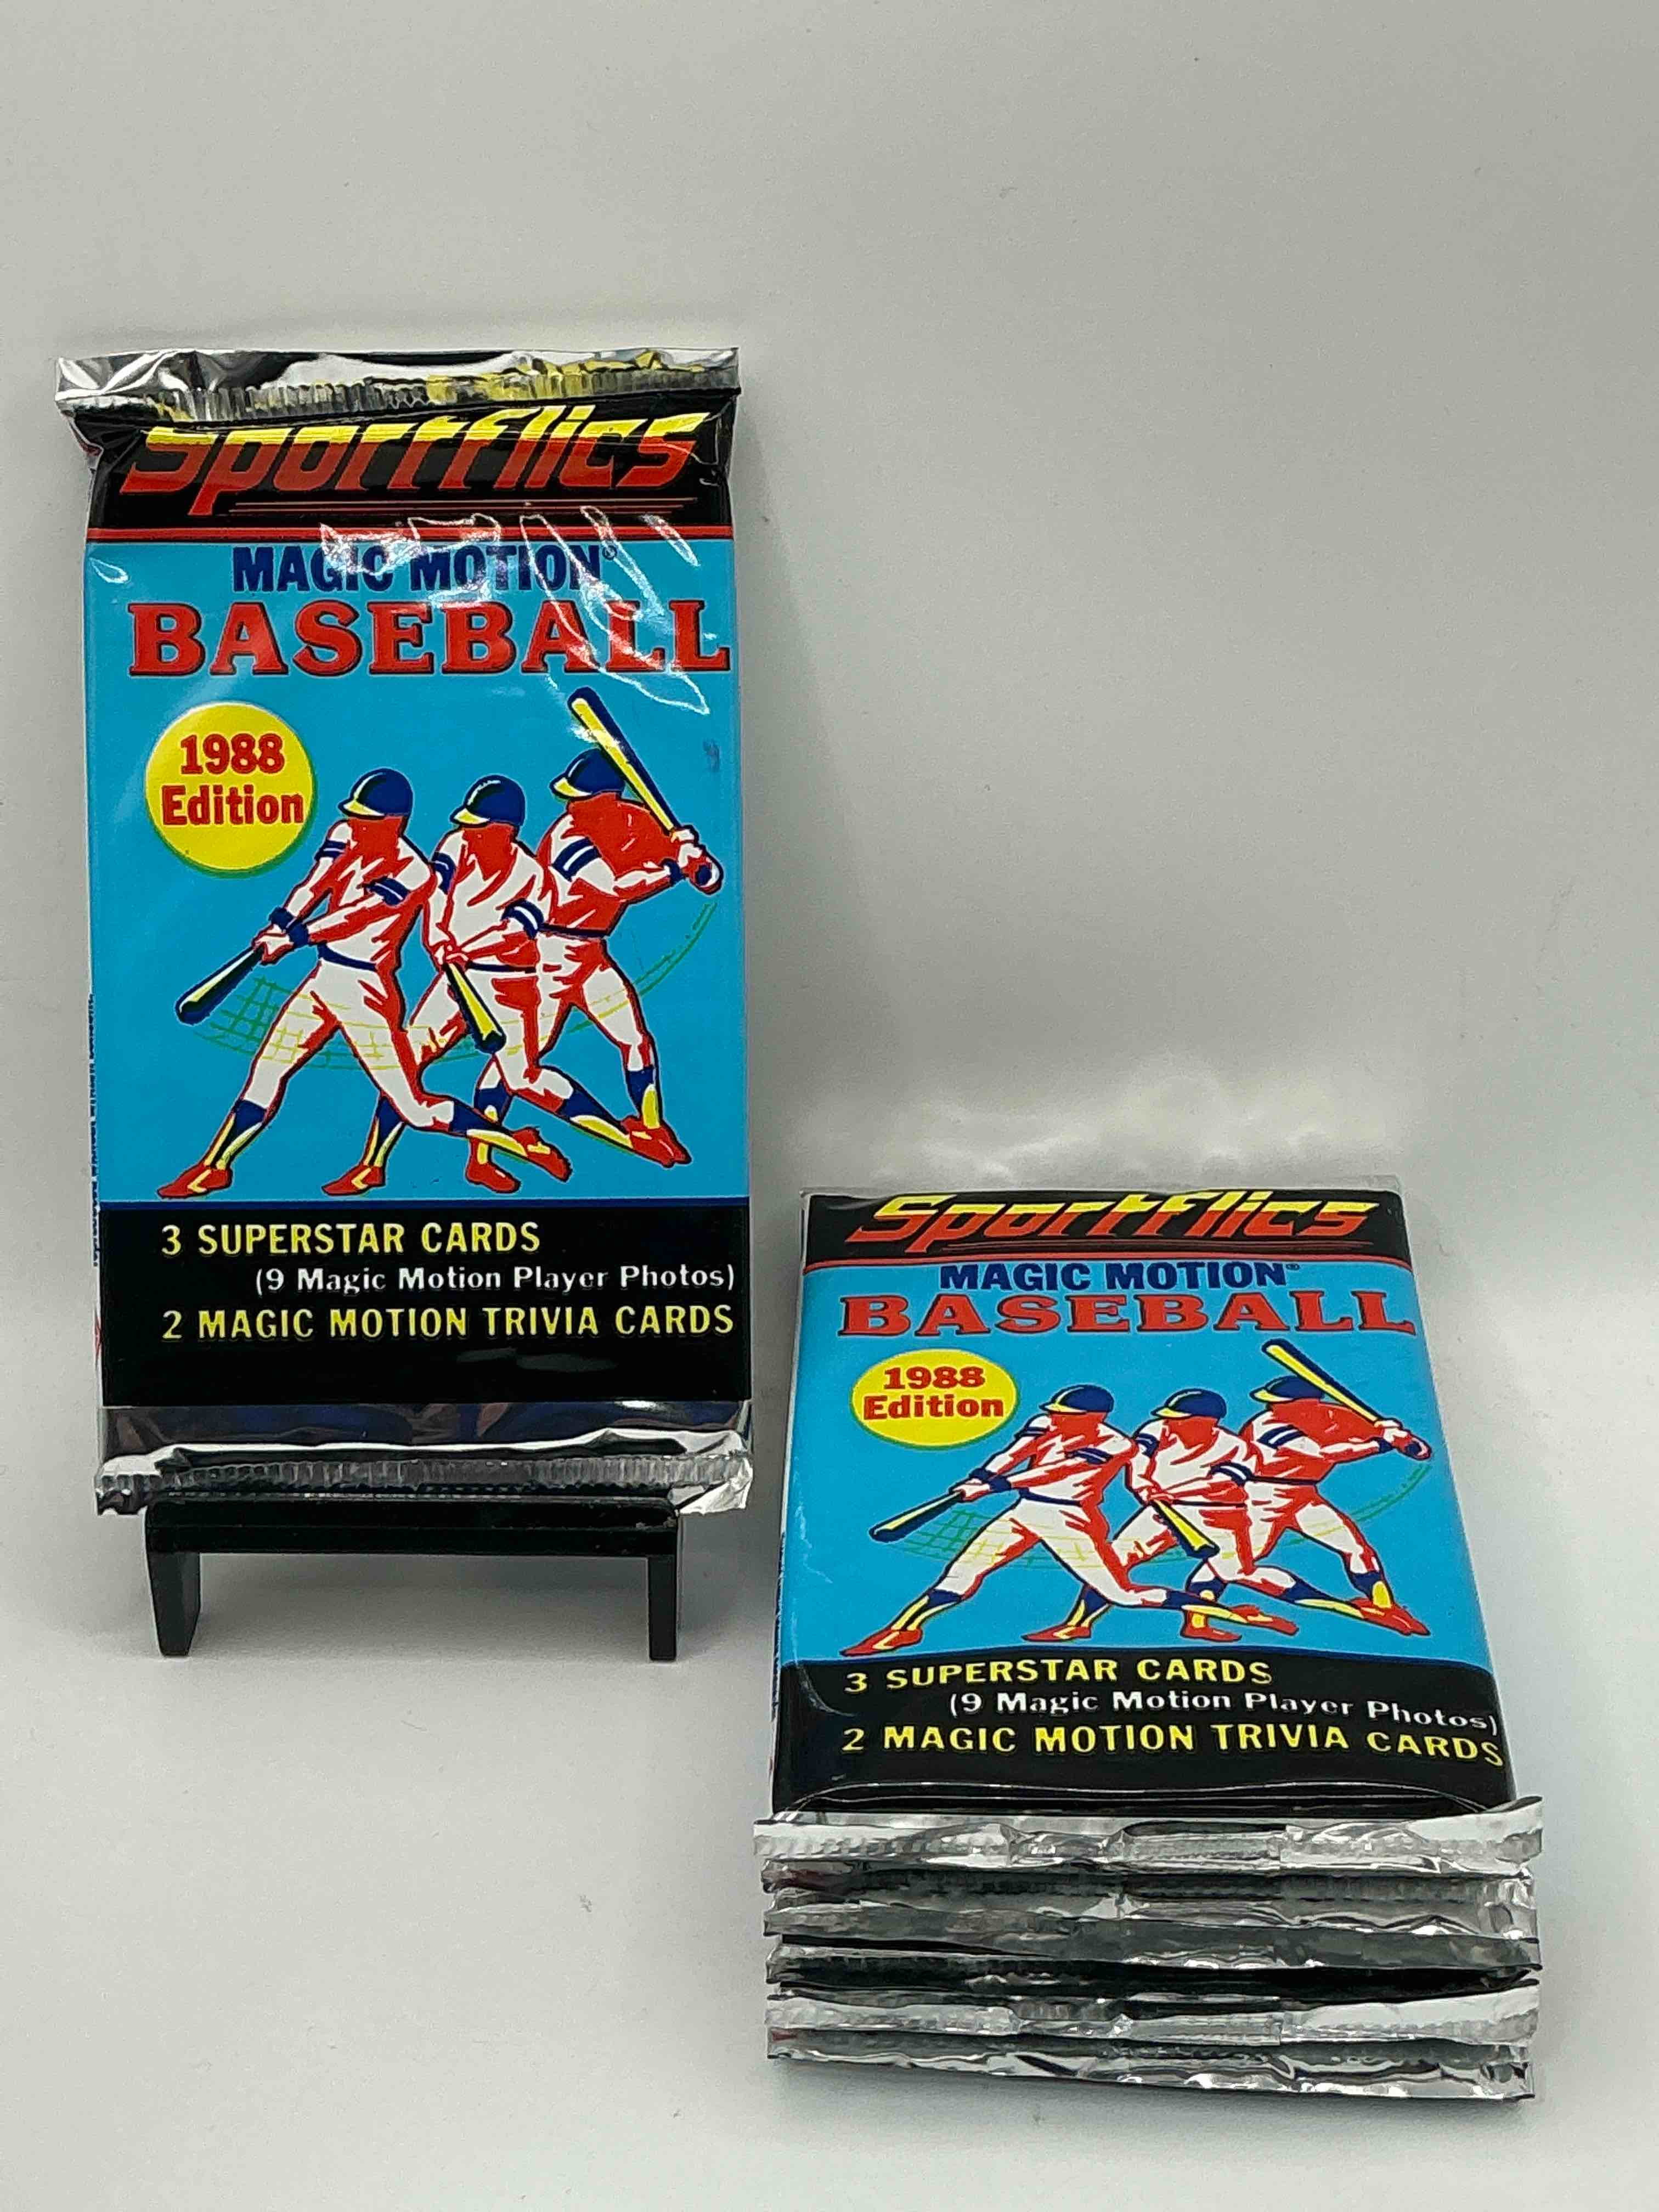 Sportflics
MAGIC MOTION®
BASEBALL
1988
Edition
3 SUPERSTAR CARDS
(9 Magic Motion Player Photos)
2 MAGIC MOTION TRIVIA CARDS
Sportflics
MAGIC MOTION®
BASEBALL
1988
Edition
3 SUPERSTAR CARDS
(9 Magic Motion Player Photos)
2 MAGIC MOTION TRIVIA CARDS